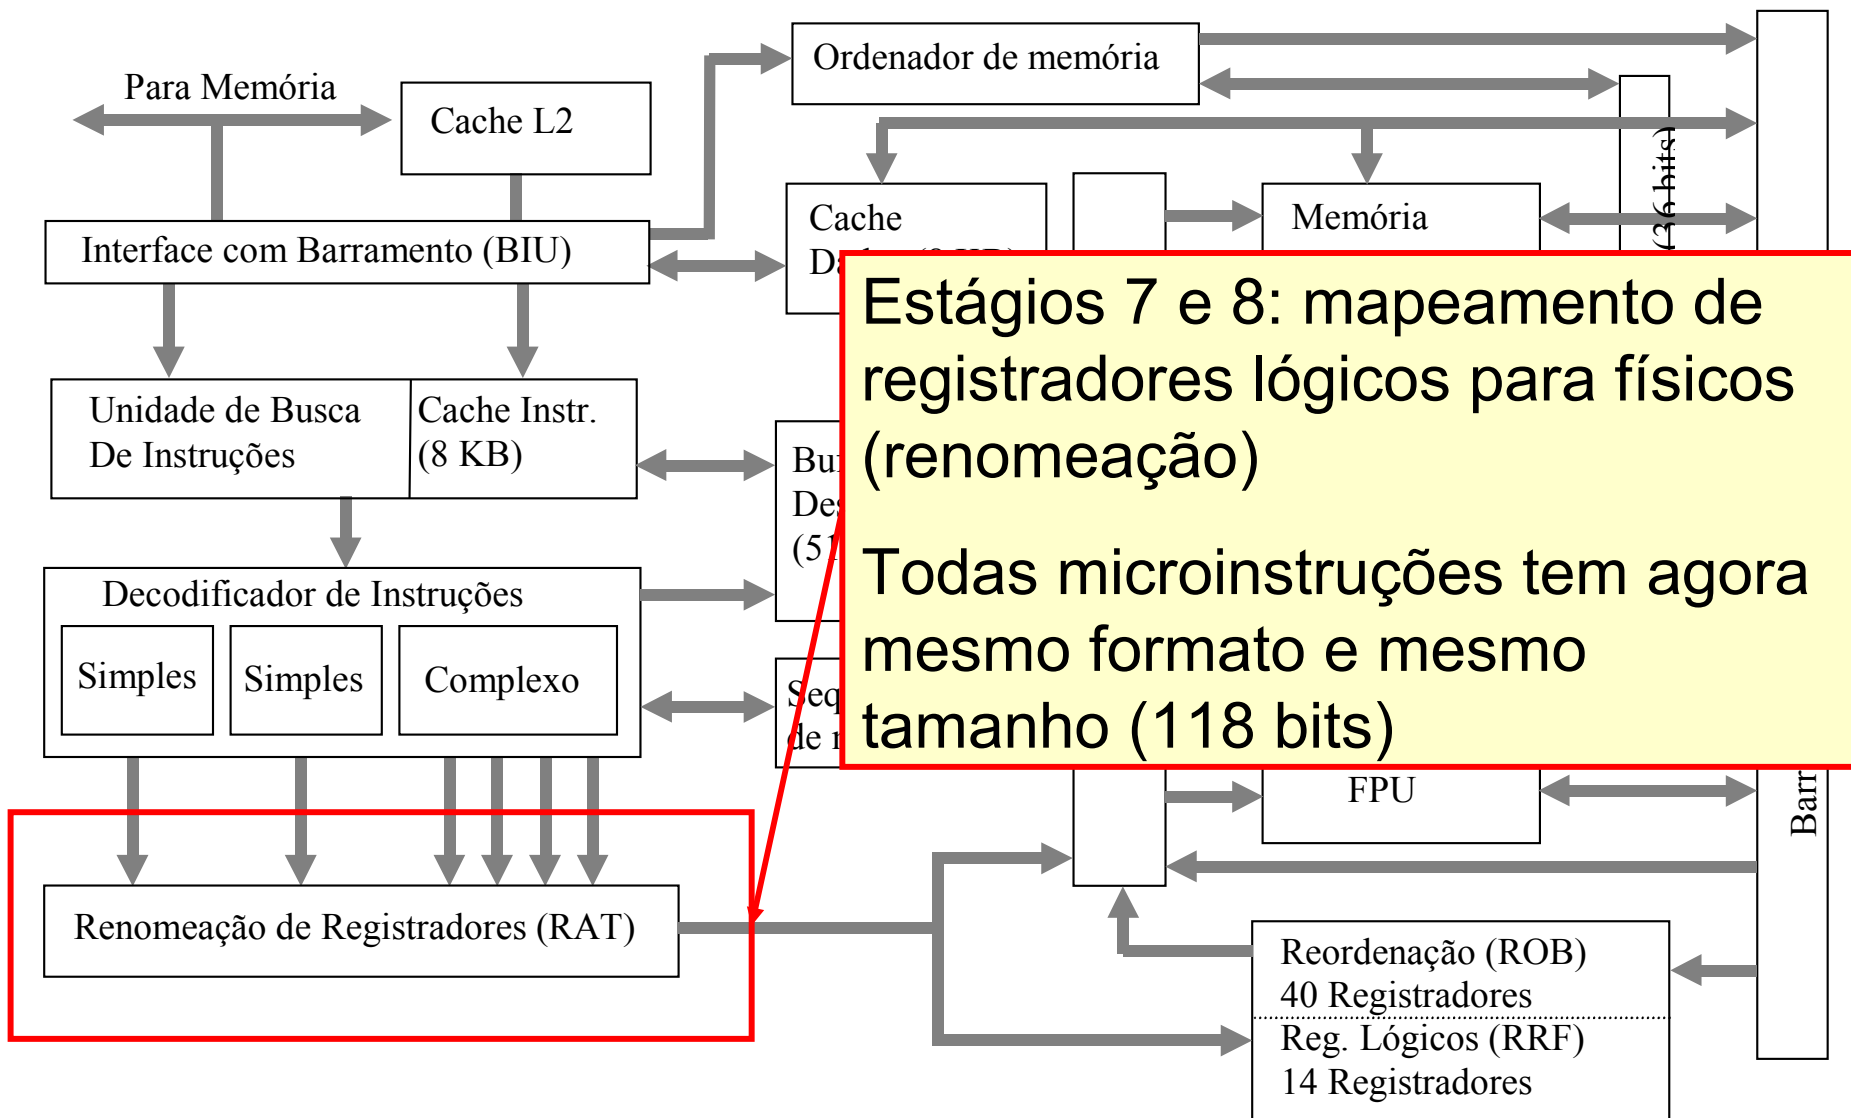 Ordenador de memória
Para Memória
Cache L2
(36 bits)
Cache
Memória
Interface com Barramento (BIU)
Estágios 7 e 8: mapeamento de
registradores lógicos para físicos
(renomeação)
Todas microinstruções tem agora
mesmo formato e mesmo
tamanho (118 bits)
Unidade de Busca
De Instruções
Cache Instr.
(8 KB)
Decodificador de Instruções
Simples
Simples
Complexo
de
FPU
Renomeação de Registradores (RAT)
Reordenação (ROB)
40 Registradores
Reg. Lógicos (RRF)
14 Registradores